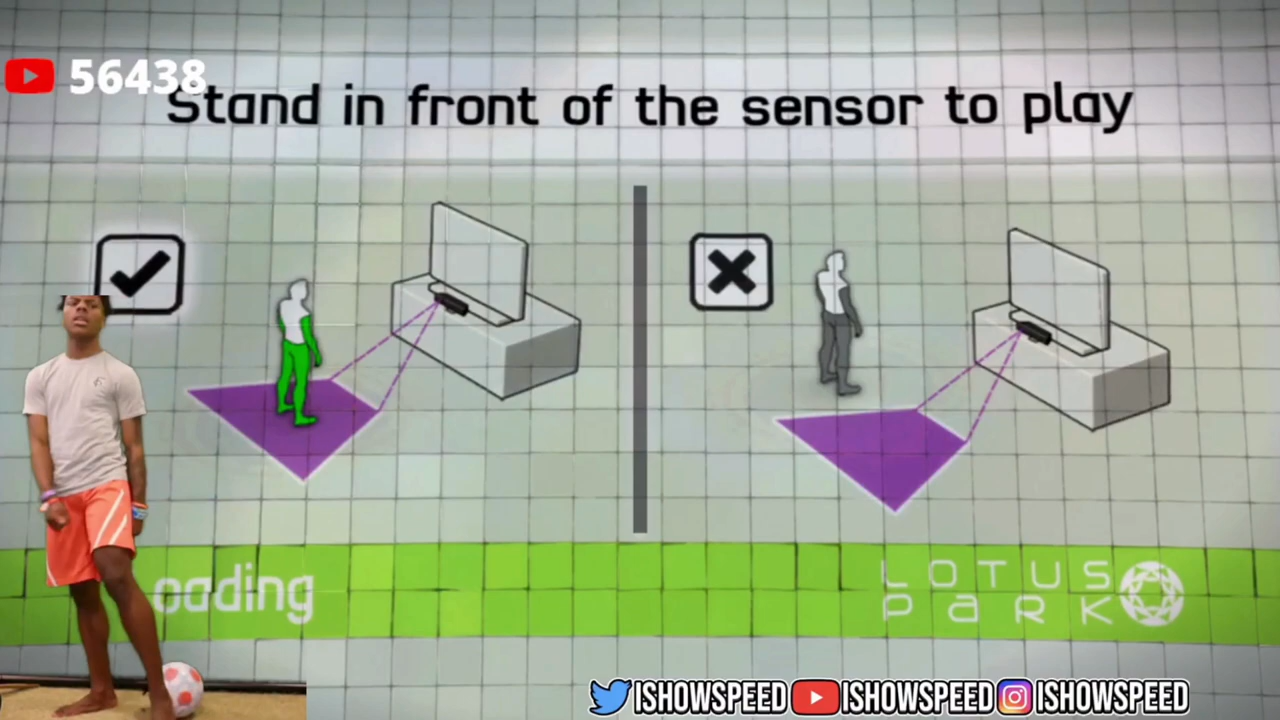 56438
Stand in front of the sensor to play
oading
LOTUS
PARK
ISHOWSPEED ISHOWSPEED ISHOWSPEED